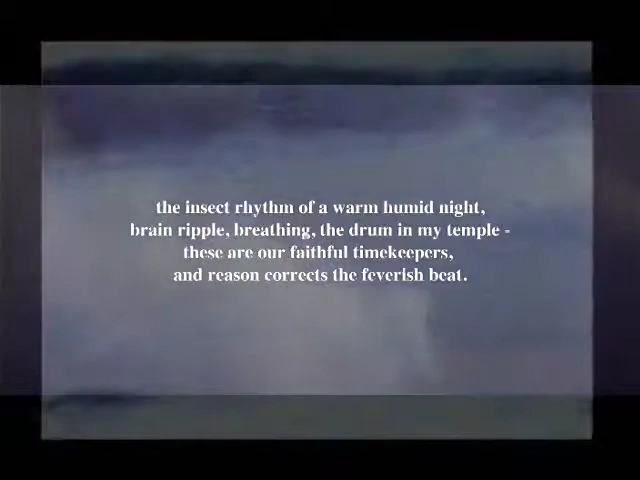 the insect rhythm of a warm humid night,
brain ripple, breathing, the drum in my temple -
these are our faithful timekeepers,
and reason corrects the feverish beat.